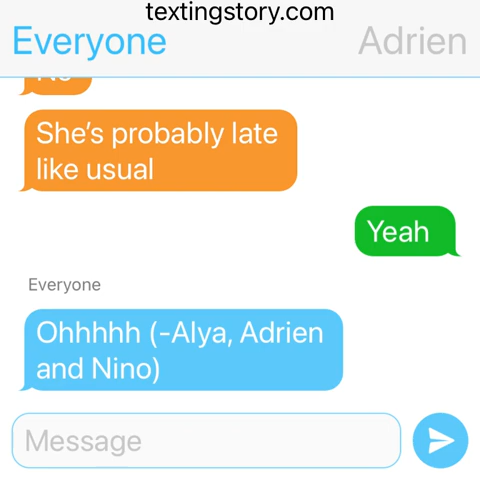 textingstory.com
Everyone Adrien
She's probably late
like usual
Yeah
Everyone
Ohhhhh (-Alya, Adrien
and Nino)
Message